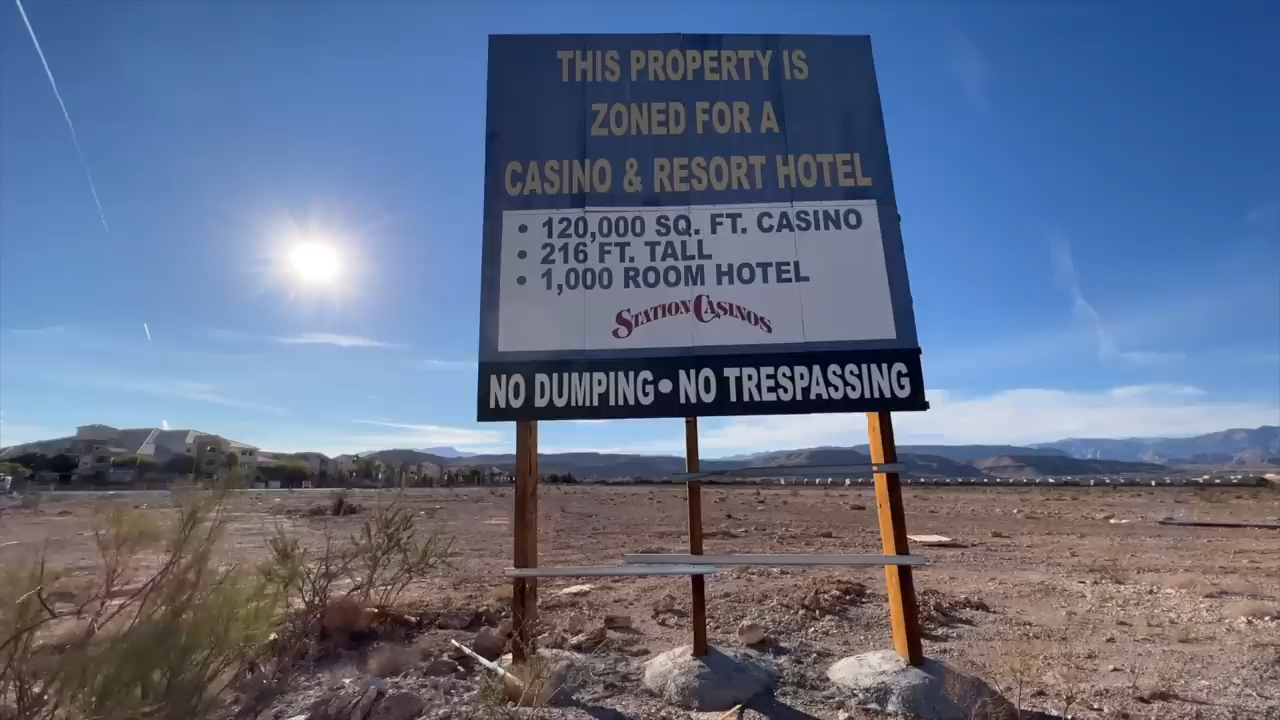 THIS PROPERTY IS
ZONED FOR A
CASINO & RESORT HOTEL
• 120,000 SQ. FT. CASINO
• 216 FT. TALL
• 1,000 ROOM HOTEL
STATION CASINOS
NO DUMPING • NO TRESPASSING